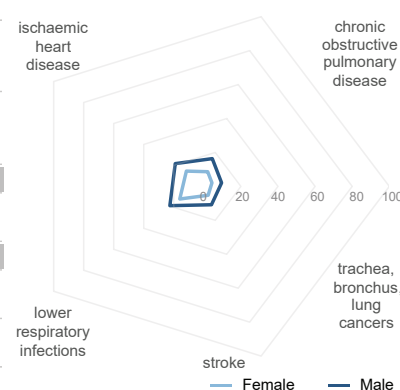 ischaemic
heart
disease
chronic
obstructive
pulmonary
disease
0 20 40 60 80 100
trachea,
bronchus,
lung
cancers
lower
respiratory
infections
stroke
Female Male